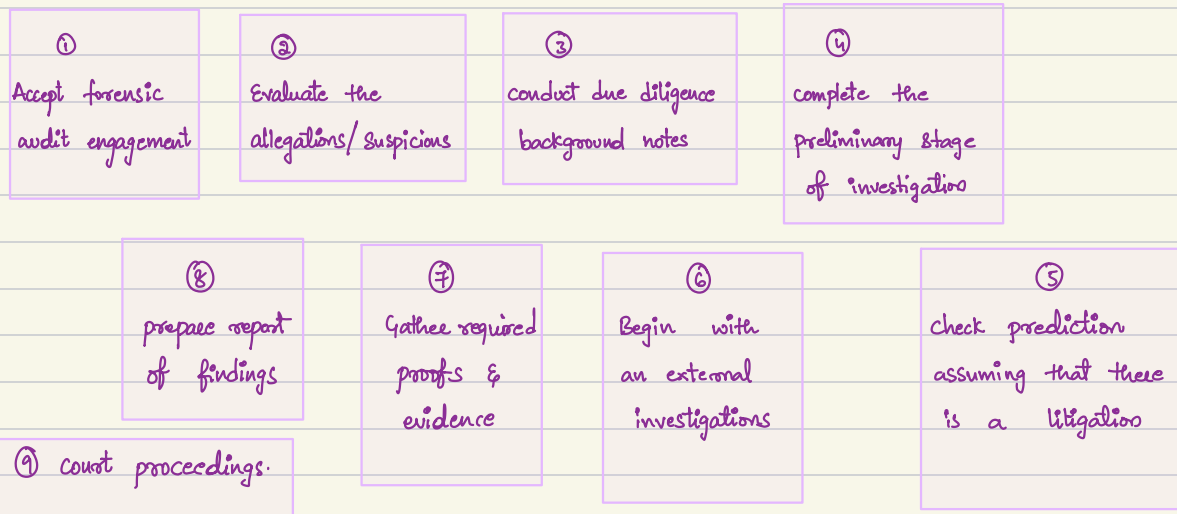 ①
Accept forensic
audit engagement
②
Evaluate the
allegations/suspicions
③
conduct due diligence
background notes
④
complete the
preliminary stage
of investigation
⑤
Check prediction
assuming that there
is a litigation
⑥
Begin with
an external
investigations
⑦
Gather required
proofs &
evidence
⑧
prepare report
of findings
⑨ court proceedings.